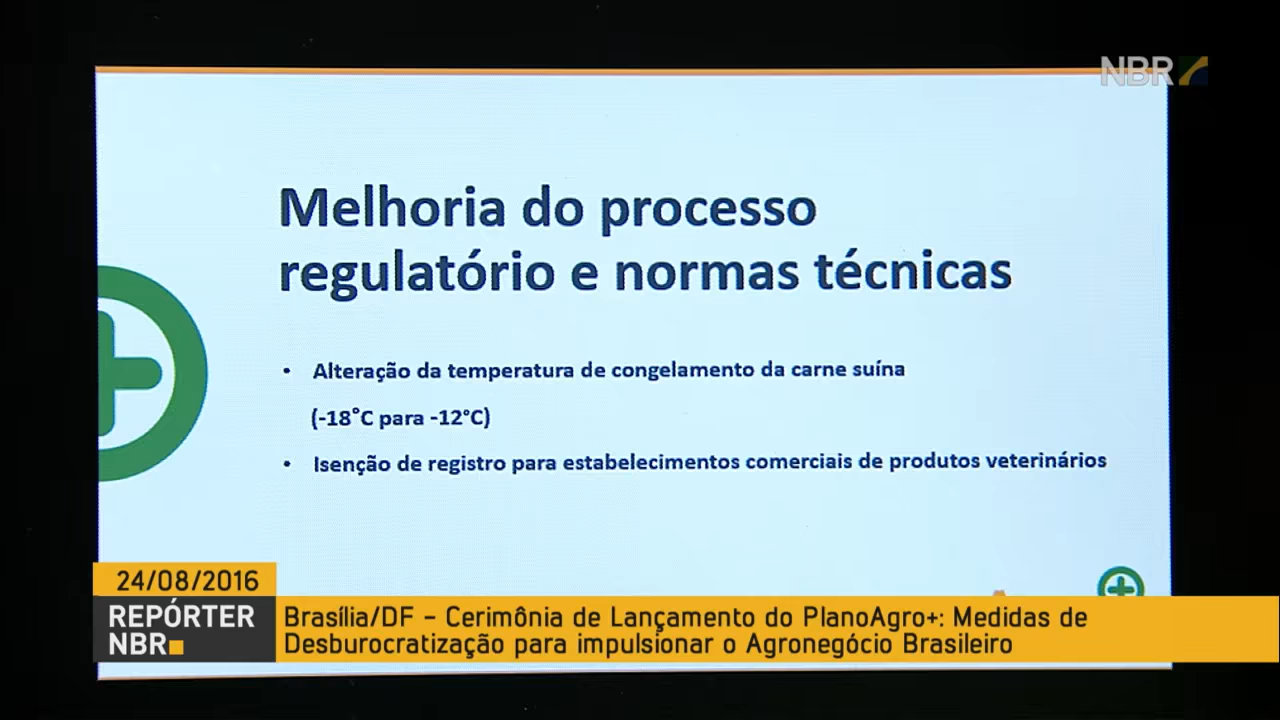 NBR
Melhoria do processo
regulatório e normas técnicas
• Alteração da temperatura de congelamento da carne suína
(-18°C para -12°C)
• Isenção de registro para estabelecimentos comerciais de produtos veterinários
24/08/2016
REPÓRTER
NBR
Brasília/DF – Cerimônia de Lançamento do PlanoAgro+: Medidas de
Desburocratização para impulsionar o Agronegócio Brasileiro